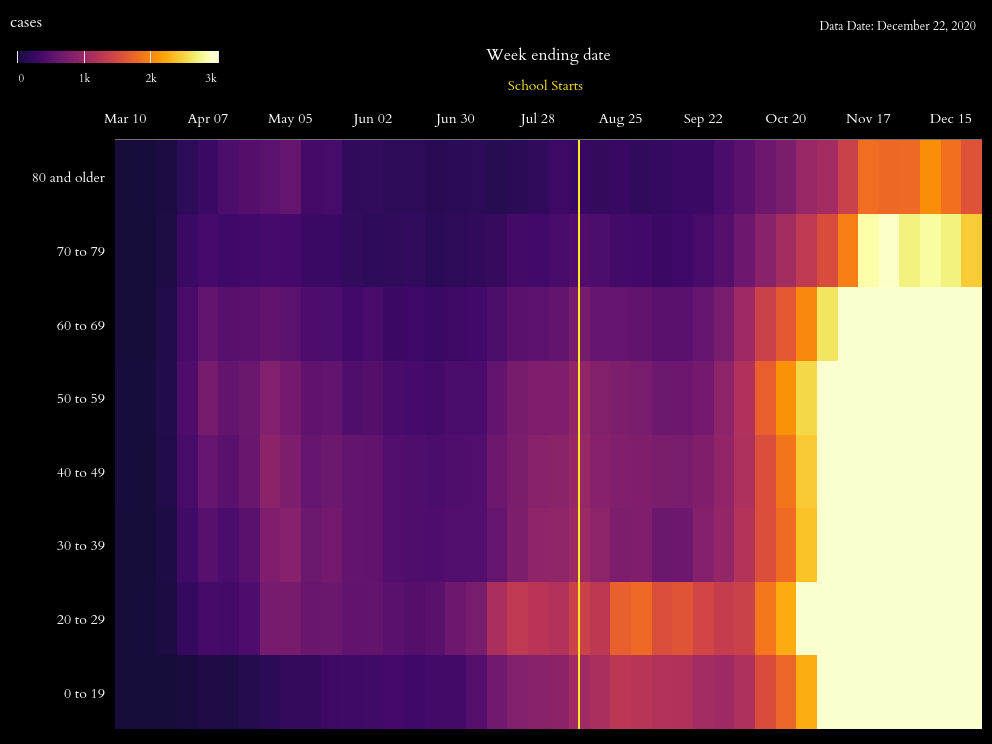 cases
Data Date: December 22, 2020
0 1k 2k 3k
Week ending date
School Starts
Mar 10 Apr 07 May 05 Jun 02 Jun 30 Jul 28 Aug 25 Sep 22 Oct 20 Nov 17 Dec 15
80 and older
70 to 79
60 to 69
50 to 59
40 to 49
30 to 39
20 to 29
0 to 19